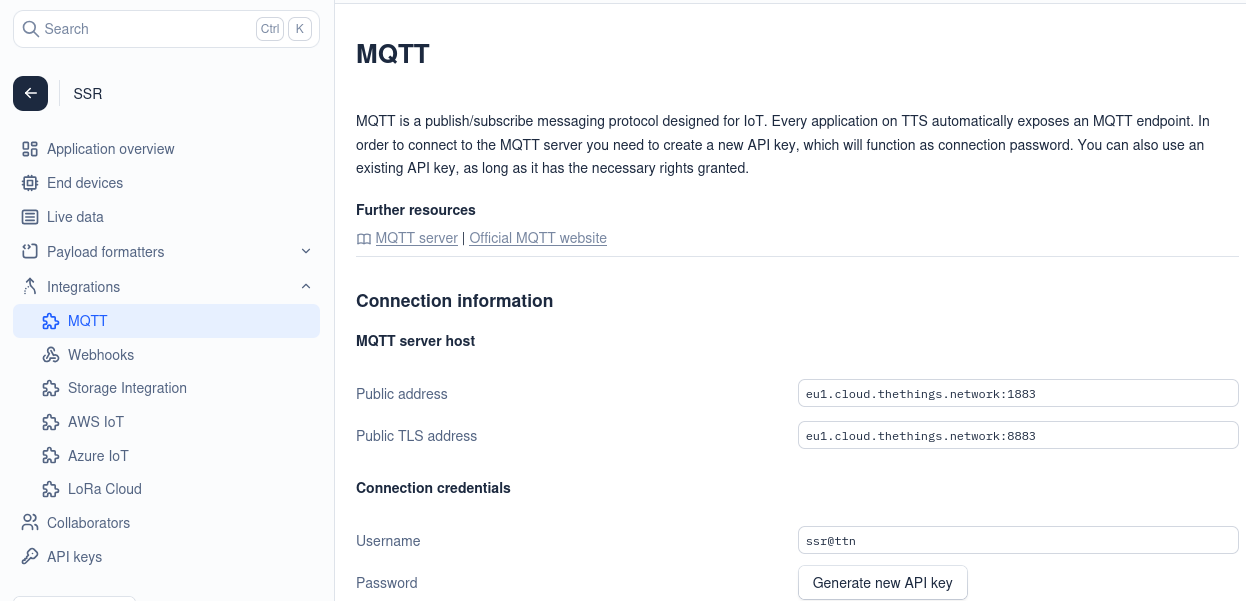 Search Ctrl K
SSR
Application overview
End devices
Live data
Payload formatters
Integrations
MQTT
Webhooks
Storage Integration
AWS IoT
Azure IoT
LoRa Cloud
Collaborators
API keys
MQTT
MQTT is a publish/subscribe messaging protocol designed for IoT. Every application on TTS automatically exposes an MQTT endpoint. In
order to connect to the MQTT server you need to create a new API key, which will function as connection password. You can also use an
existing API key, as long as it has the necessary rights granted.
Further resources
MQTT server | Official MQTT website
Connection information
MQTT server host
Public address eu1.cloud.thethings.network:1883
Public TLS address eu1.cloud.thethings.network:8883
Connection credentials
Username ssr@ttn
Password Generate new API key